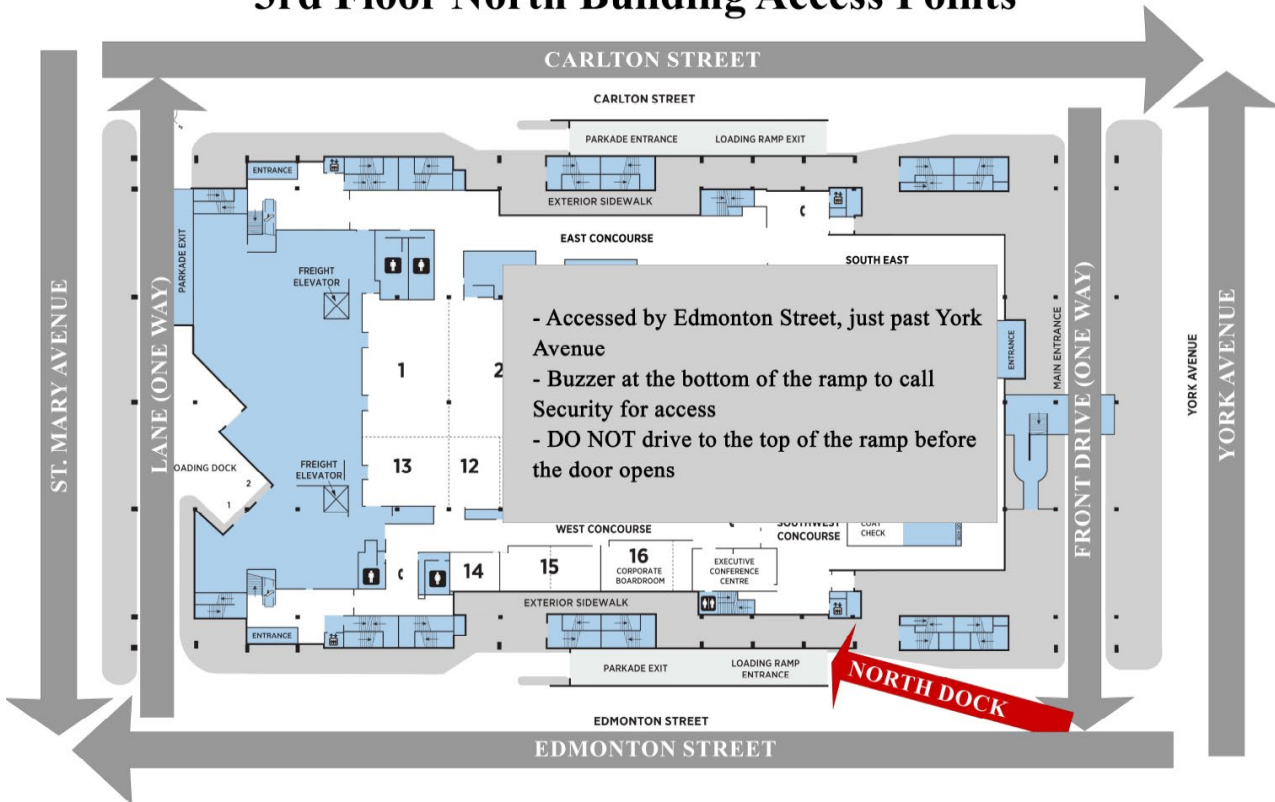 3rd Floor North Building Access Points
CARLTON STREET
CARLTON STREET
PARKADE ENTRANCE
LOADING RAMP EXIT
ENTRANCE
EXTERIOR SIDEWALK
EAST CONCOURSE
SOUTH EAST
PARKADE EXIT
FREIGHT
ELEVATOR
ST. MARY AVENUE
LANE (ONE WAY)
1
2
- Accessed by Edmonton Street, just past York
Avenue
- Buzzer at the bottom of the ramp to call
Security for access
- DO NOT drive to the top of the ramp before
the door opens
ENTRANCE
MAIN ENTRANCE
FRONT DRIVE (ONE WAY)
YORK AVENUE
YORK AVENUE
OADING DOCK
2
1
FREIGHT
ELEVATOR
13
12
WEST CONCOURSE
SOUTHWEST
CONCOURSE
COAT
CHECK
14
15
16
CORPORATE
BOARDROOM
EXECUTIVE
CONFERENCE
CENTRE
EXTERIOR SIDEWALK
ENTRANCE
PARKADE EXIT
LOADING RAMP
ENTRANCE
NORTH DOCK
EDMONTON STREET
EDMONTON STREET